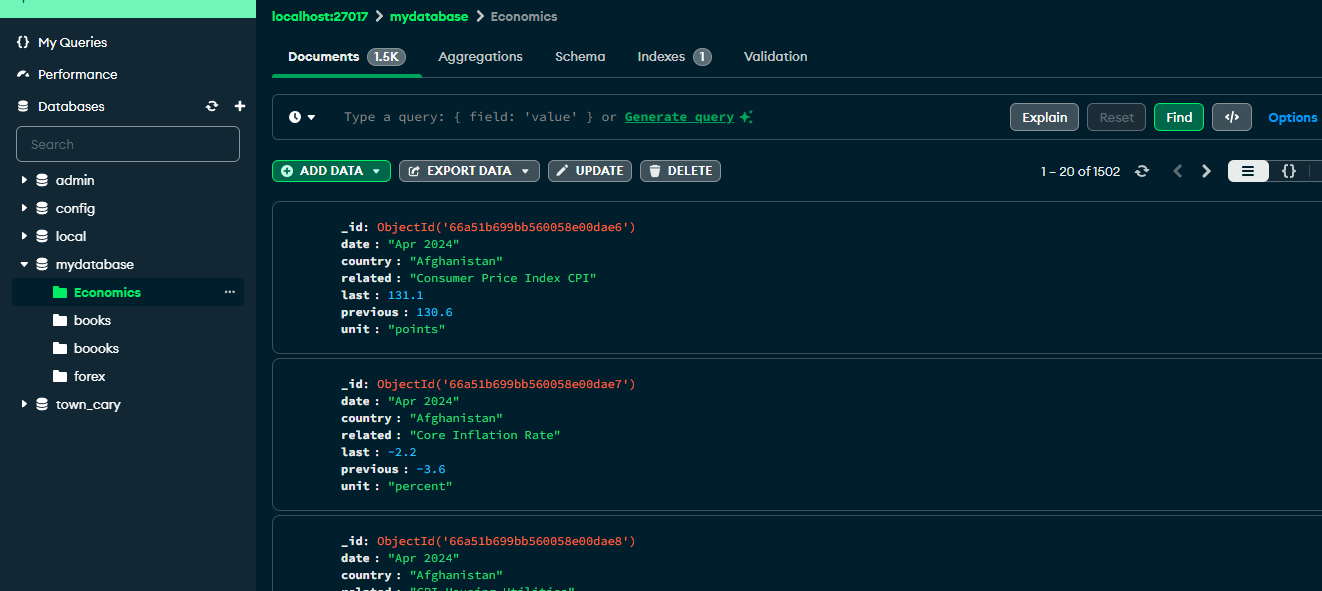 localhost:27017 > mydatabase > Economics
{} My Queries
Performance
Databases
Search
admin
config
local
mydatabase
Economics
books
boooks
forex
town_cary
Documents 1.5K Aggregations Schema Indexes 1 Validation
Type a query: { field: 'value' } or Generate query
Explain Reset Find </> Options
ADD DATA EXPORT DATA UPDATE DELETE
1 – 20 of 1502 {}
_id: ObjectId('66a51b699bb560058e00dae6')
date : "Apr 2024"
country : "Afghanistan"
related : "Consumer Price Index CPI"
last : 131.1
previous : 130.6
unit : "points"
_id: ObjectId('66a51b699bb560058e00dae7')
date : "Apr 2024"
country : "Afghanistan"
related : "Core Inflation Rate"
last : -2.2
previous : -3.6
unit : "percent"
_id: ObjectId('66a51b699bb560058e00dae8')
date : "Apr 2024"
country : "Afghanistan"
related : "CPI Housing Utilities"